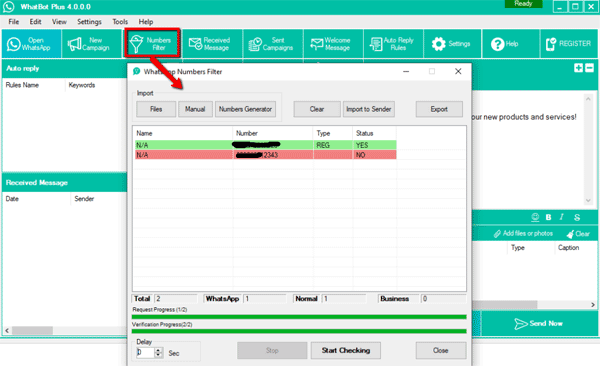 WhatBot Plus 4.0.0.0
Ready
File Edit View Settings Tools Help
Open WhatsApp
New Campaign
Numbers Filter
Received Message
Sent Campaigns
Welcome Message
Auto Reply Rules
Settings
Help
REGISTER
Auto reply
Rules Name Keywords
our new products and services!
WhatsApp Numbers Filter
Import
Files Manual Numbers Generator Clear Import to Sender Export
Name Number Type Status
N/A REG YES
N/A 12343 NO
Received Message
Date Sender
B I S
Add files or photos Clear
Type Caption
Total 2 WhatsApp 1 Normal 1 Business 0
Request Progress (1/2)
Verification Progress(2/2)
Delay
0 Sec
Stop Start Checking Close
Send Now